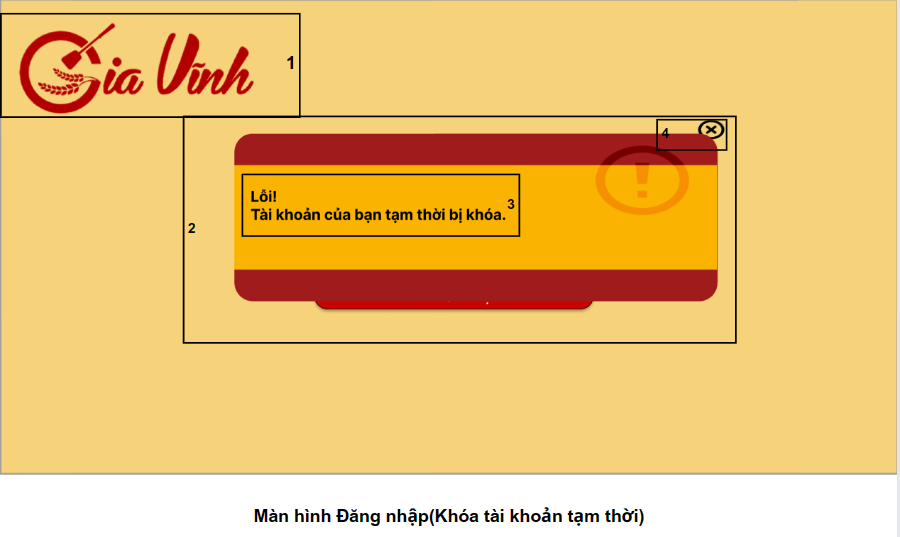 Gia Vĩnh
1
4
Lỗi!
Tài khoản của bạn tạm thời bị khóa.
3
2
Màn hình Đăng nhập(Khóa tài khoản tạm thời)